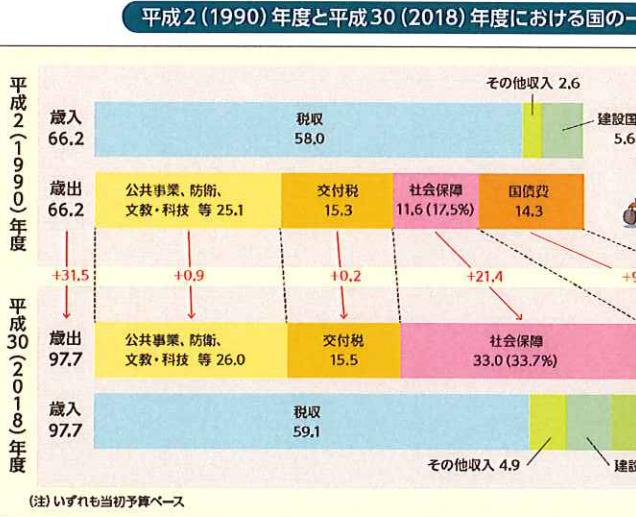 平成2(1990)年度と平成30(2018)年度における国の一
平成2(1990)年度
その他収入 2.6
歳入
66.2
税収
58.0
建設国
5.6
歳出
66.2
公共事業、防衛、
文教・科技 等 25.1
交付税
15.3
社会保障
11.6(17.5%)
国債費
14.3
+31.5
+0.9
+0.2
+21.4
+9
平成30(2018)年度
歳出
97.7
公共事業、防衛、
文教・科技 等 26.0
交付税
15.5
社会保障
33.0(33.7%)
歳入
97.7
税収
59.1
その他収入 4.9
建設
(注)いずれも当初予算ベース